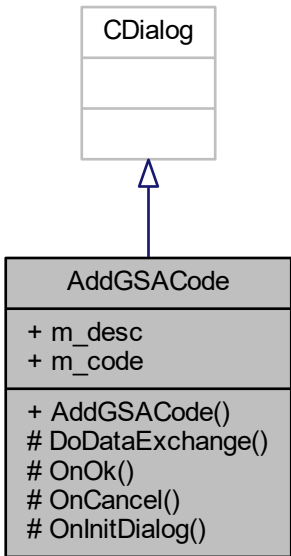 CDialog
AddGSACode
+ m_desc
+ m_code
+ AddGSACode()
# DoDataExchange()
# OnOk()
# OnCancel()
# OnInitDialog()